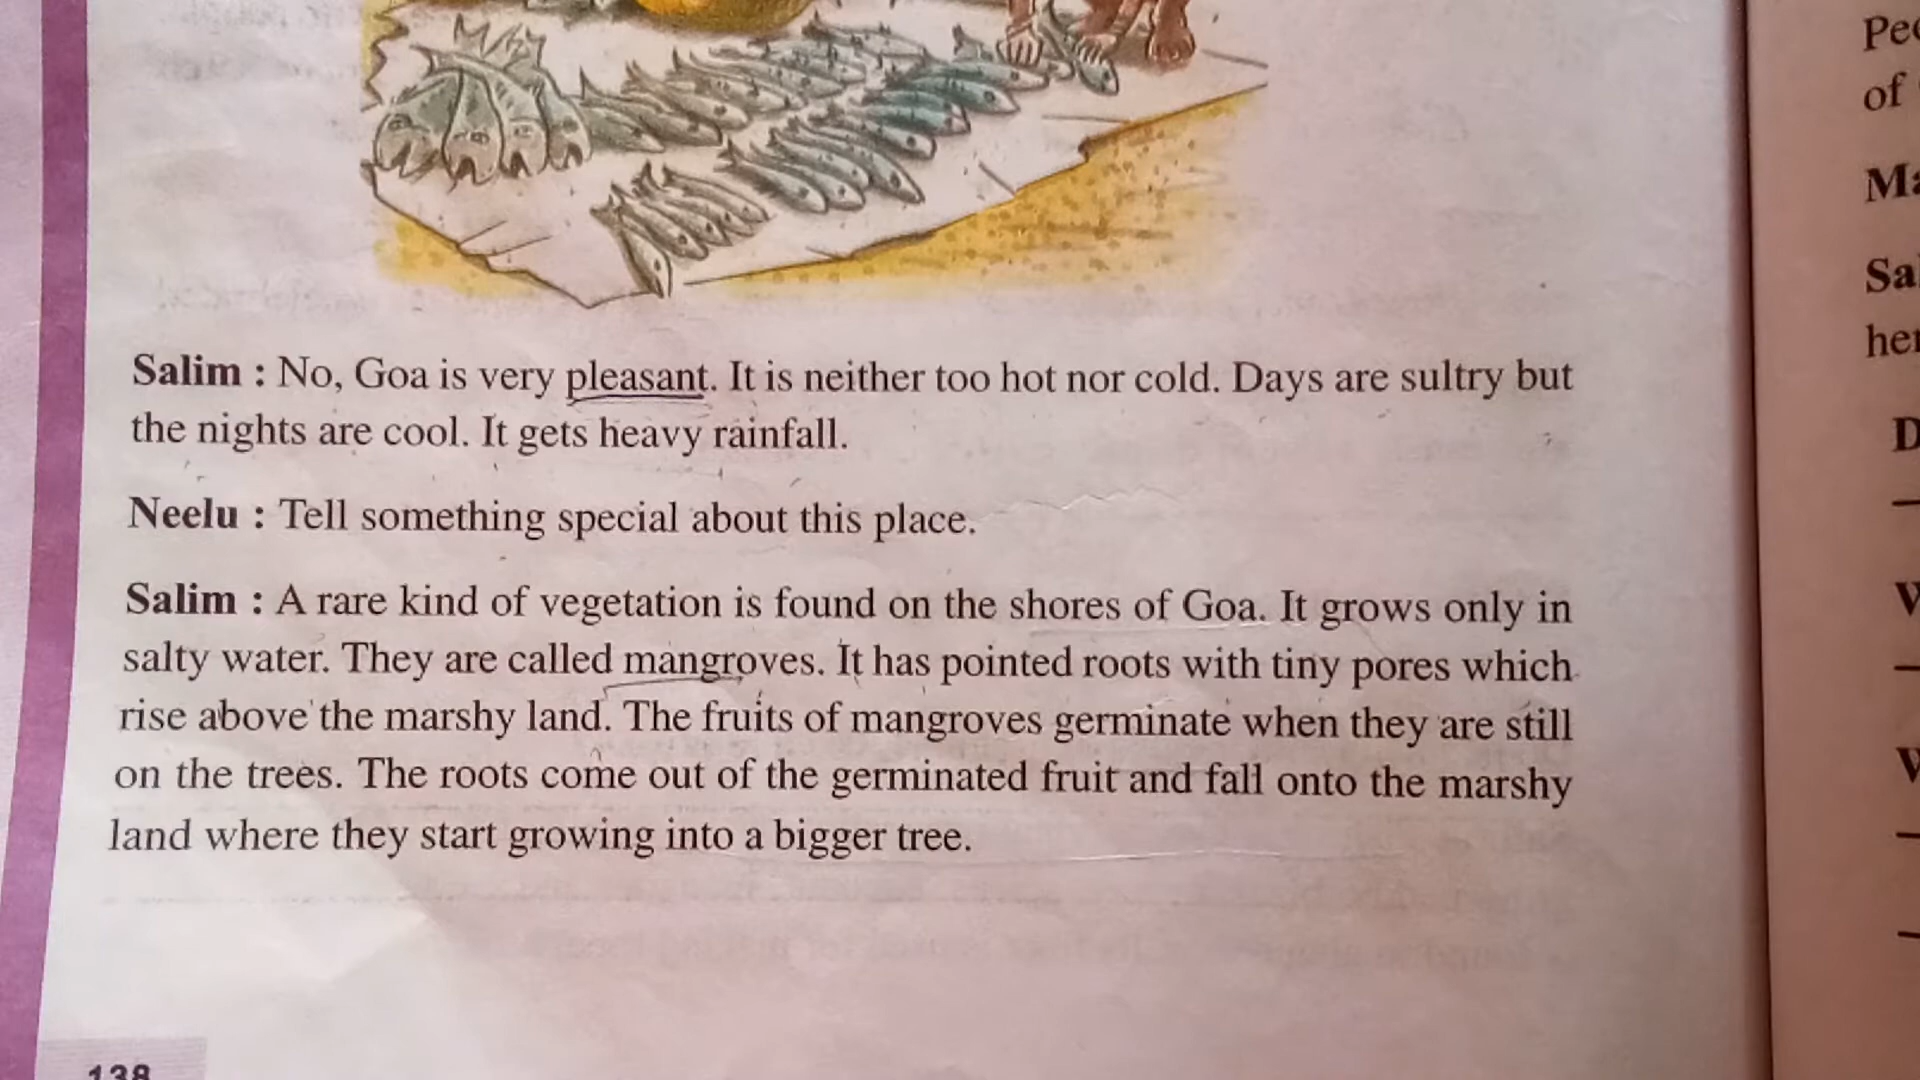 Salim : No, Goa is very pleasant. It is neither too hot nor cold. Days are sultry but
the nights are cool. It gets heavy rainfall.
Neelu : Tell something special about this place.
Salim : A rare kind of vegetation is found on the shores of Goa. It grows only in
salty water. They are called mangroves. It has pointed roots with tiny pores which
rise above the marshy land. The fruits of mangroves germinate when they are still
on the trees. The roots come out of the germinated fruit and fall onto the marshy
land where they start growing into a bigger tree.
138
of